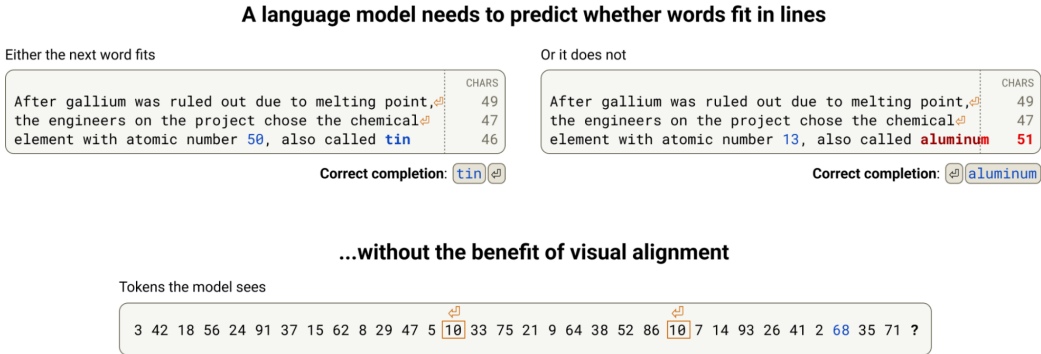 A language model needs to predict whether words fit in lines
Either the next word fits
CHARS
After gallium was ruled out due to melting point,⏎ 49
the engineers on the project chose the chemical⏎ 47
element with atomic number 50, also called tin 46
Correct completion: tin ⏎
Or it does not
CHARS
After gallium was ruled out due to melting point,⏎ 49
the engineers on the project chose the chemical⏎ 47
element with atomic number 13, also called aluminum 51
Correct completion: ⏎ aluminum
...without the benefit of visual alignment
Tokens the model sees
⏎ ⏎
3 42 18 56 24 91 37 15 62 8 29 47 5 10 33 75 21 9 64 38 52 86 10 7 14 93 26 41 2 68 35 71 ?